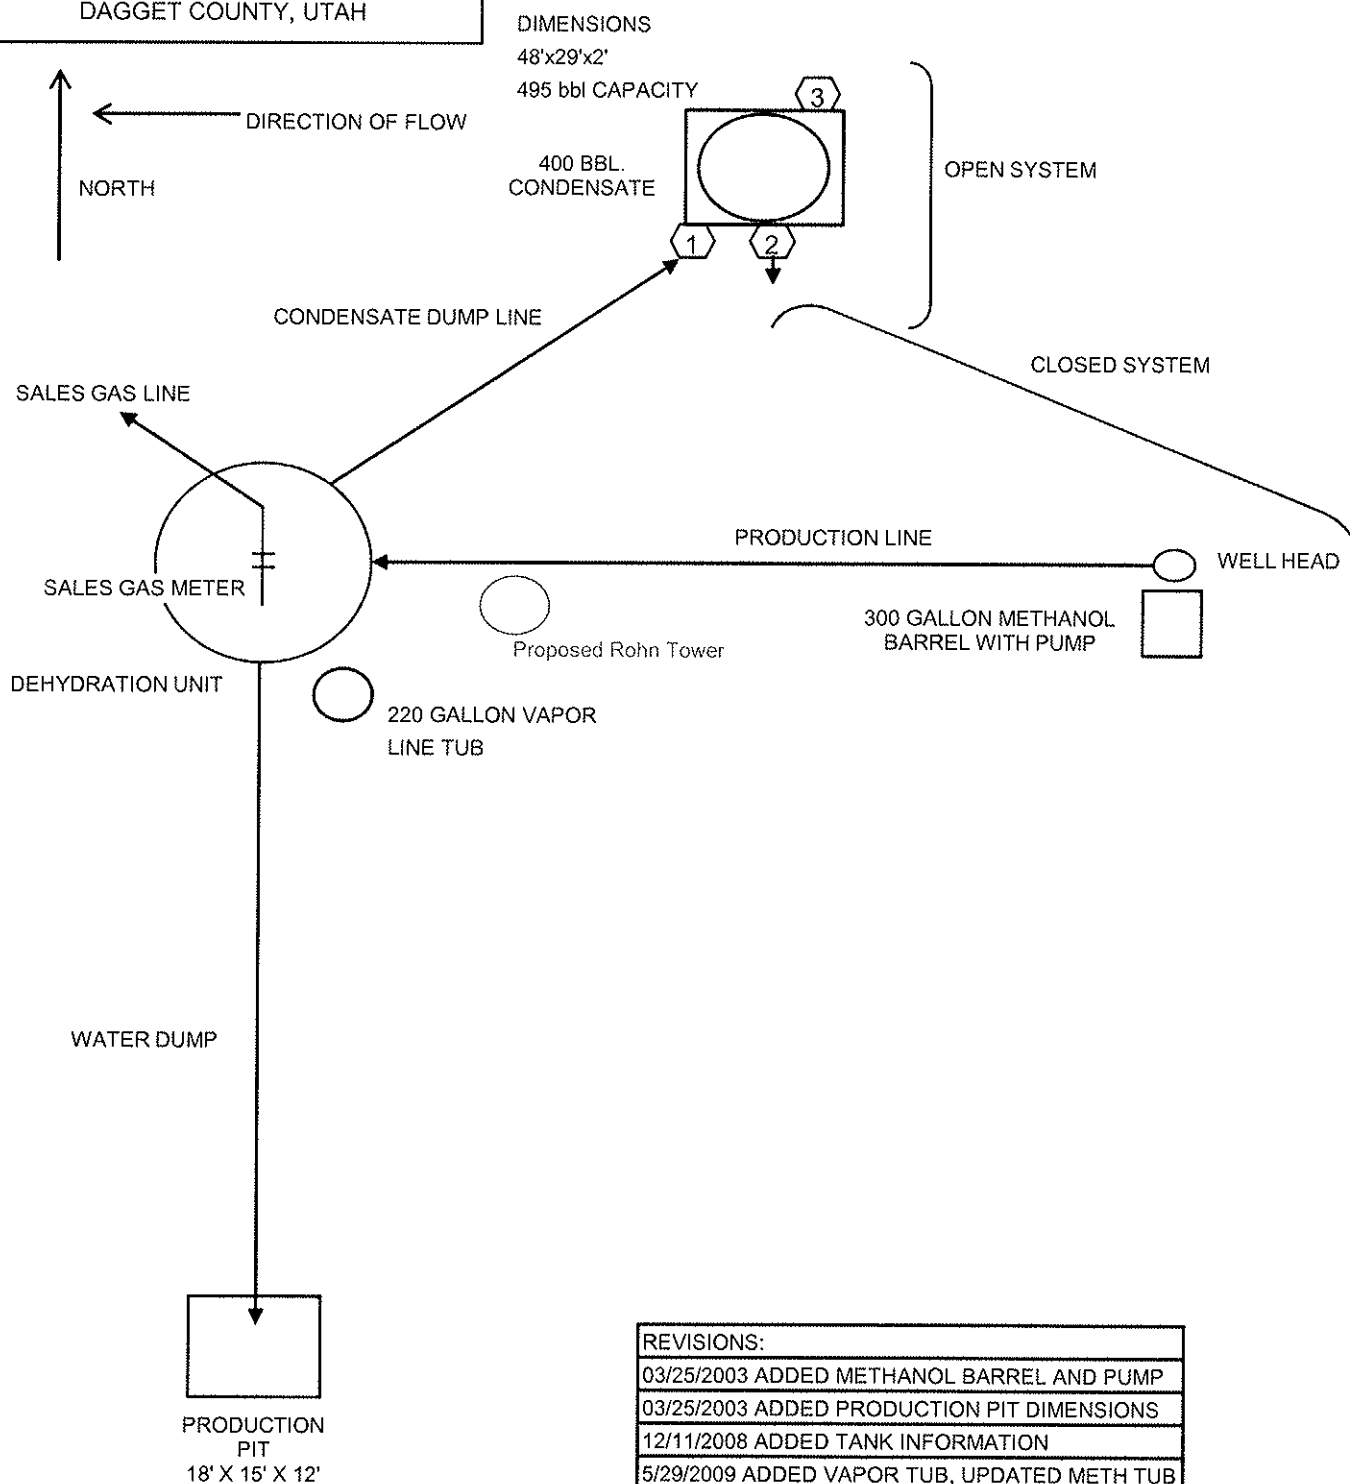 DAGGET COUNTY, UTAH
DIMENSIONS
48'x29'x2'
495 bbl CAPACITY
3
DIRECTION OF FLOW
NORTH
400 BBL.
CONDENSATE
OPEN SYSTEM
1
2
CONDENSATE DUMP LINE
CLOSED SYSTEM
SALES GAS LINE
PRODUCTION LINE
WELL HEAD
SALES GAS METER
300 GALLON METHANOL
BARREL WITH PUMP
Proposed Rohn Tower
DEHYDRATION UNIT
220 GALLON VAPOR
LINE TUB
WATER DUMP
PRODUCTION
PIT
18' X 15' X 12'
REVISIONS:
03/25/2003 ADDED METHANOL BARREL AND PUMP
03/25/2003 ADDED PRODUCTION PIT DIMENSIONS
12/11/2008 ADDED TANK INFORMATION
5/29/2009 ADDED VAPOR TUB, UPDATED METH TUB